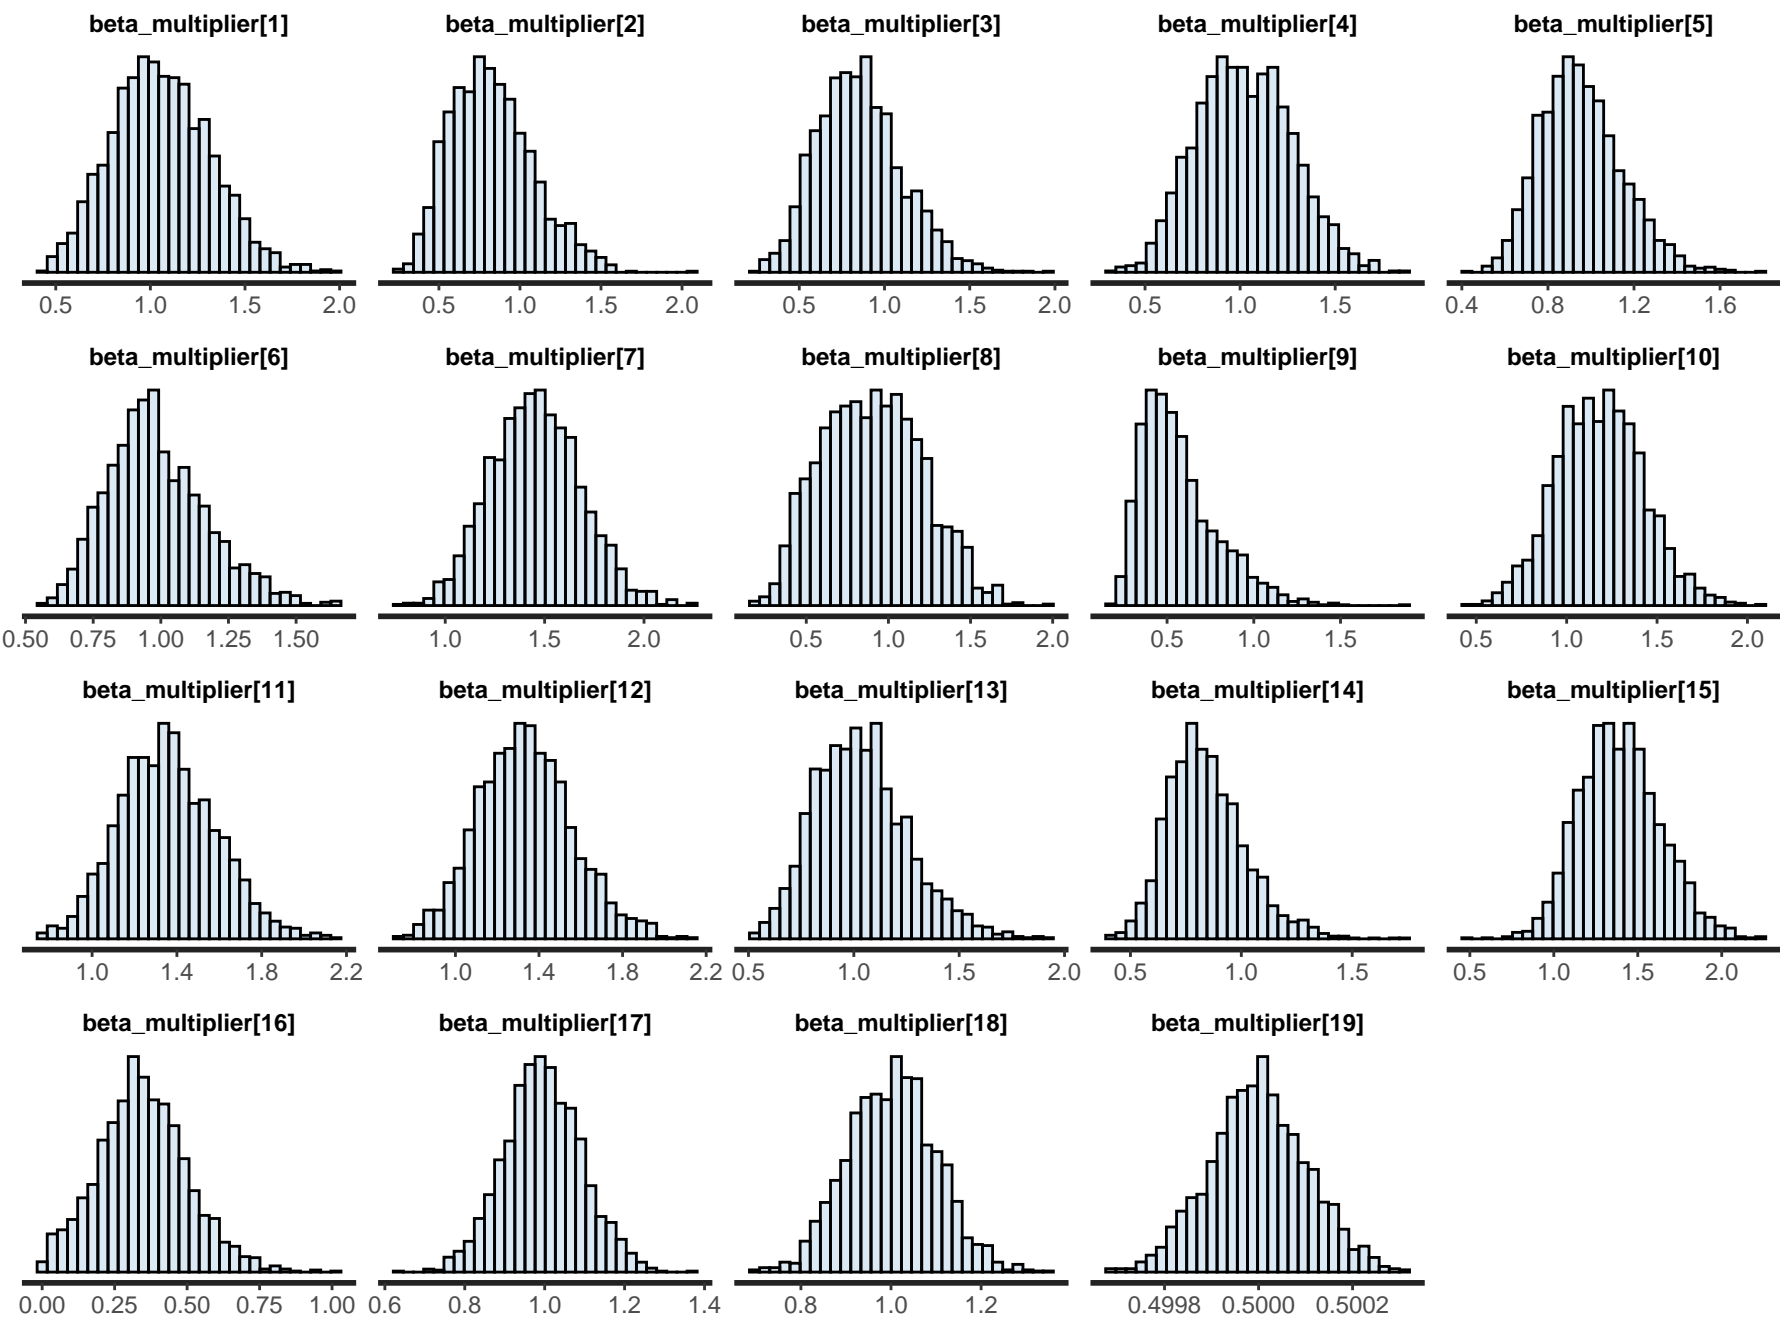 beta_multiplier[1] beta_multiplier[2] beta_multiplier[3] beta_multiplier[4] beta_multiplier[5]
0.5 1.0 1.5 2.0 0.5 1.0 1.5 2.0 0.5 1.0 1.5 2.0 0.5 1.0 1.5 0.4 0.8 1.2 1.6
beta_multiplier[6] beta_multiplier[7] beta_multiplier[8] beta_multiplier[9] beta_multiplier[10]
0.50 0.75 1.00 1.25 1.50 1.0 1.5 2.0 0.5 1.0 1.5 2.0 0.5 1.0 1.5 0.5 1.0 1.5 2.0
beta_multiplier[11] beta_multiplier[12] beta_multiplier[13] beta_multiplier[14] beta_multiplier[15]
1.0 1.4 1.8 2.2 1.0 1.4 1.8 2.2 0.5 1.0 1.5 2.0 0.5 1.0 1.5 0.5 1.0 1.5 2.0
beta_multiplier[16] beta_multiplier[17] beta_multiplier[18] beta_multiplier[19]
0.00 0.25 0.50 0.75 1.00 0.6 0.8 1.0 1.2 1.4 0.8 1.0 1.2 0.4998 0.5000 0.5002